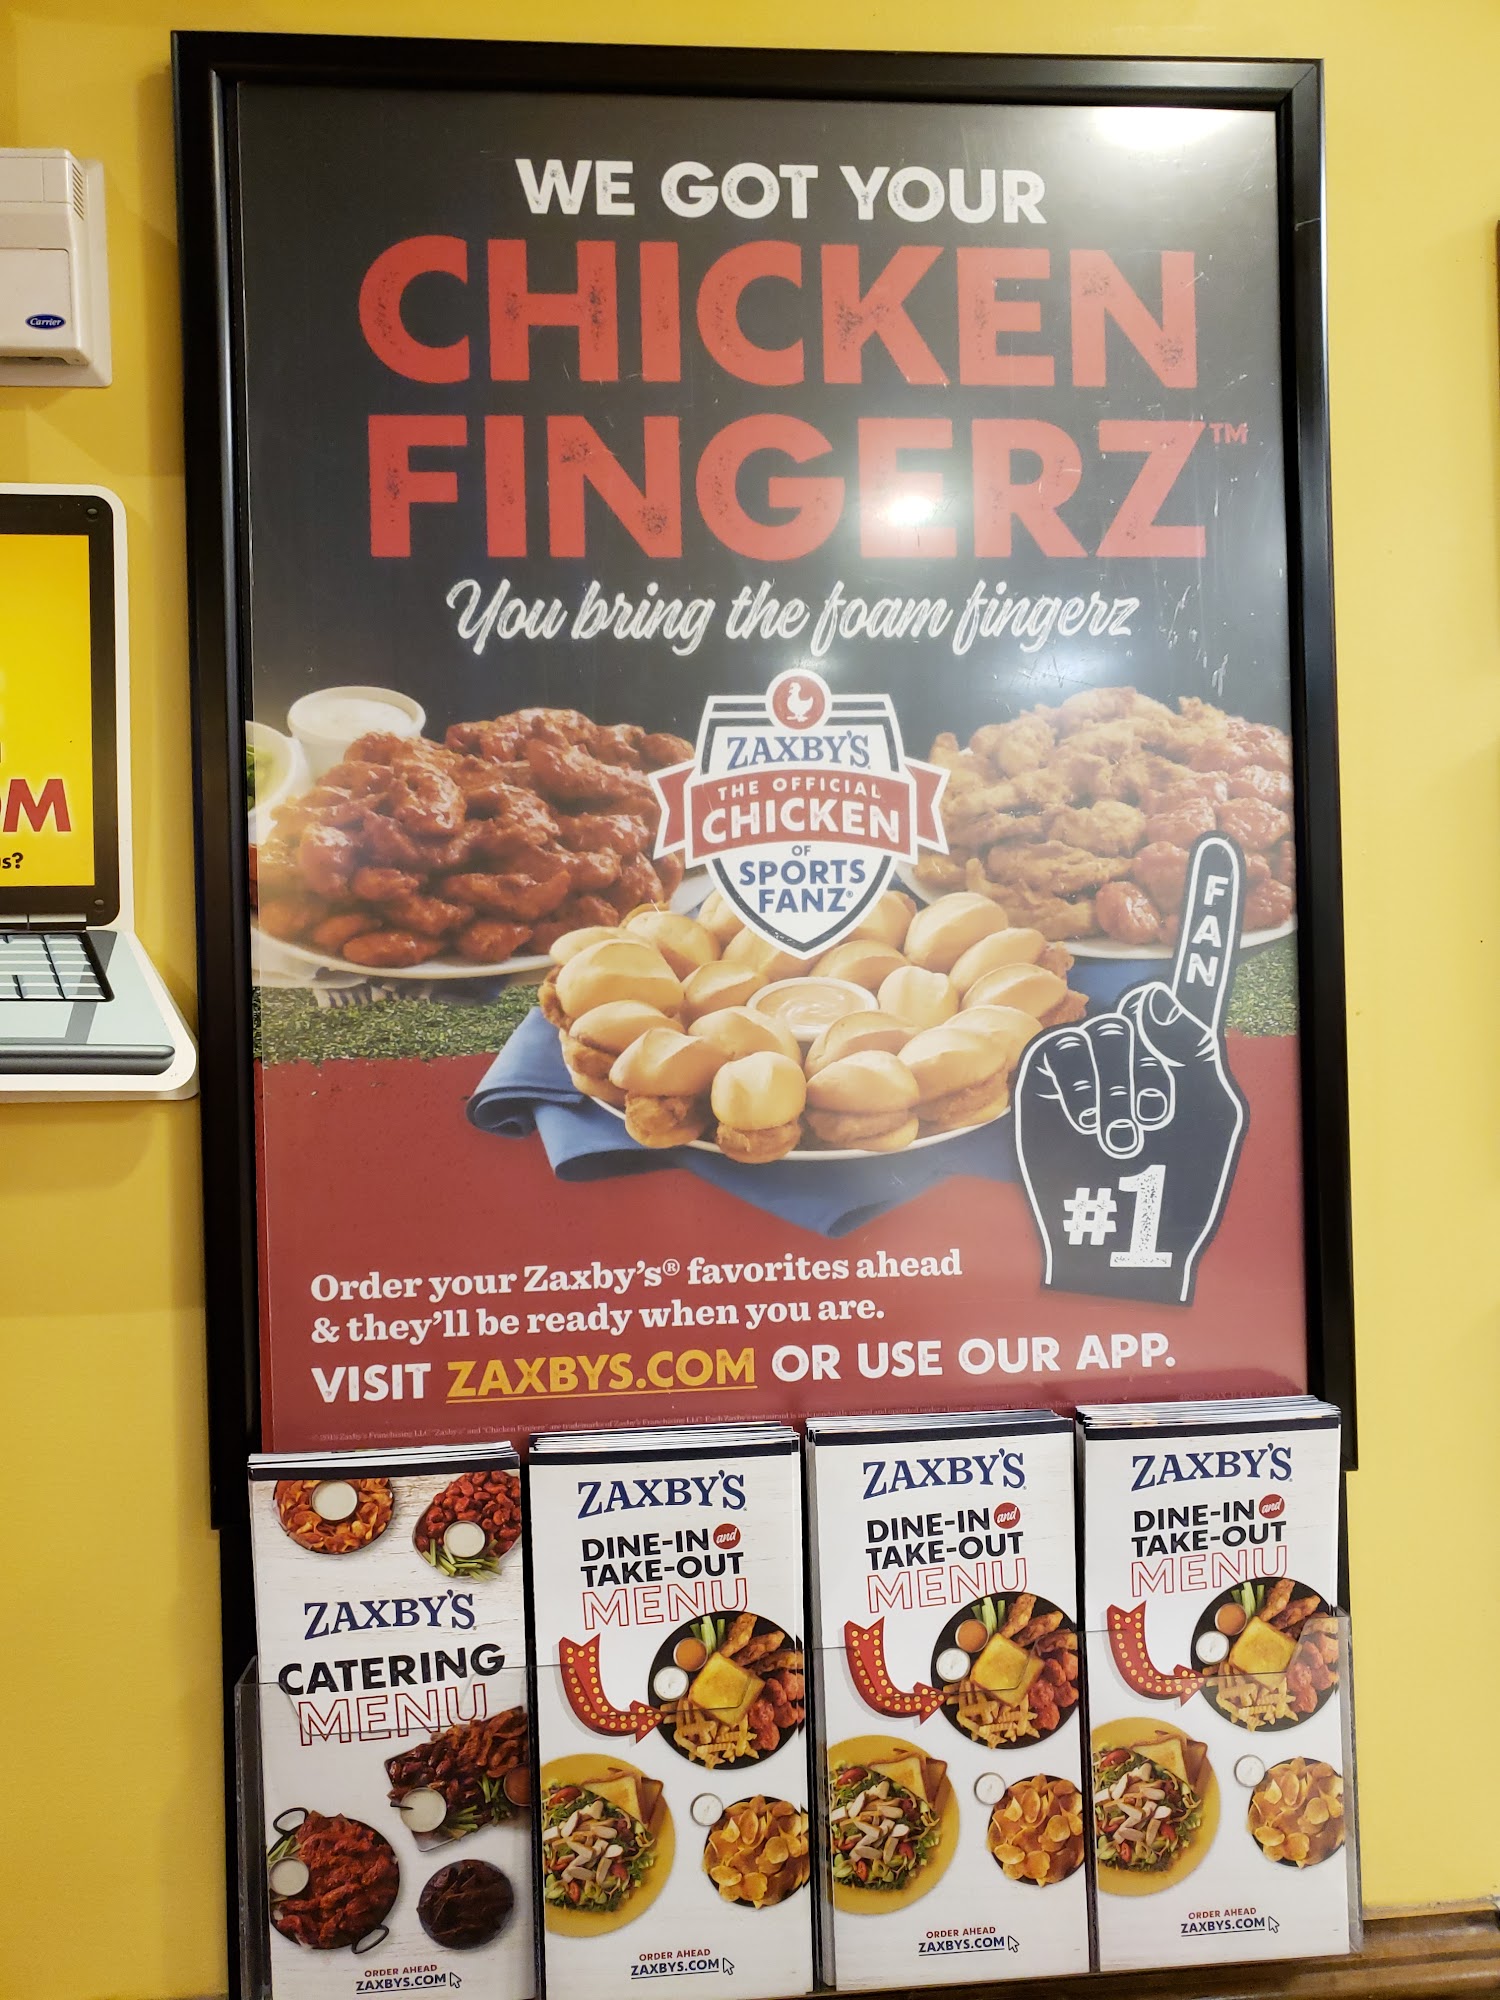 Carrier
OM
us?
WE GOT YOUR
CHICKEN
FINGERZ™
You bring the foam fingerz
ZAXBY'S
THE OFFICIAL
CHICKEN
OF
SPORTS
FANZ®
FAN
#1
Order your Zaxby's® favorites ahead
& they'll be ready when you are.
VISIT ZAXBYS.COM OR USE OUR APP.
ZAXBY'S
CATERING
MENU
ORDER AHEAD
ZAXBYS.COM
ZAXBY'S
DINE-IN and
TAKE-OUT
MENU
ORDER AHEAD
ZAXBYS.COM
ZAXBY'S
DINE-IN and
TAKE-OUT
MENU
ORDER AHEAD
ZAXBYS.COM
ZAXBY'S
DINE-IN and
TAKE-OUT
MENU
ORDER AHEAD
ZAXBYS.COM